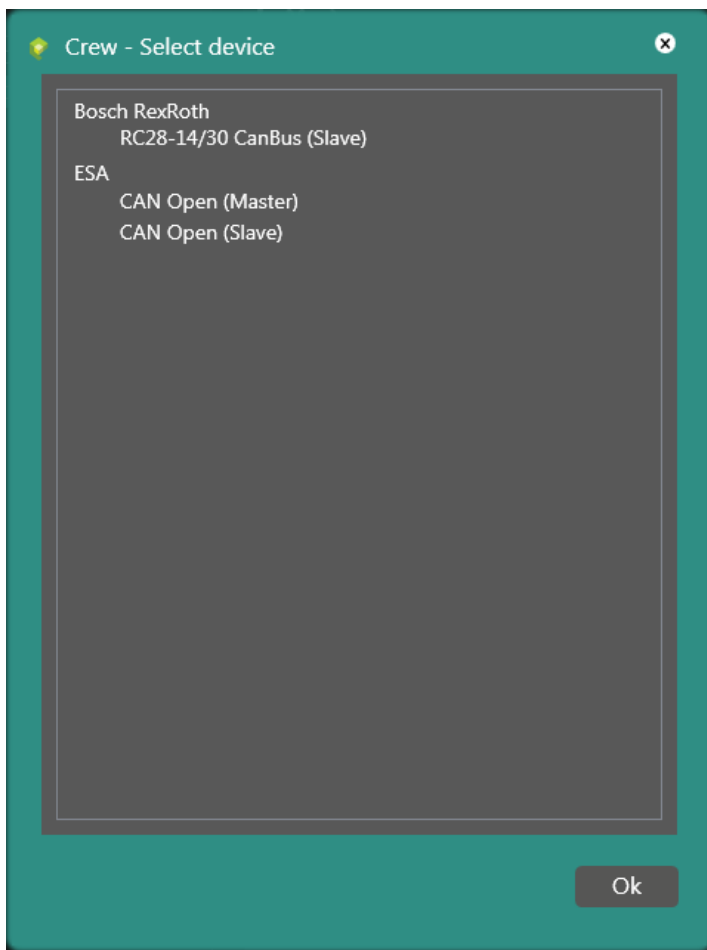 Crew - Select device
Bosch RexRoth
RC28-14/30 CanBus (Slave)
ESA
CAN Open (Master)
CAN Open (Slave)
Ok